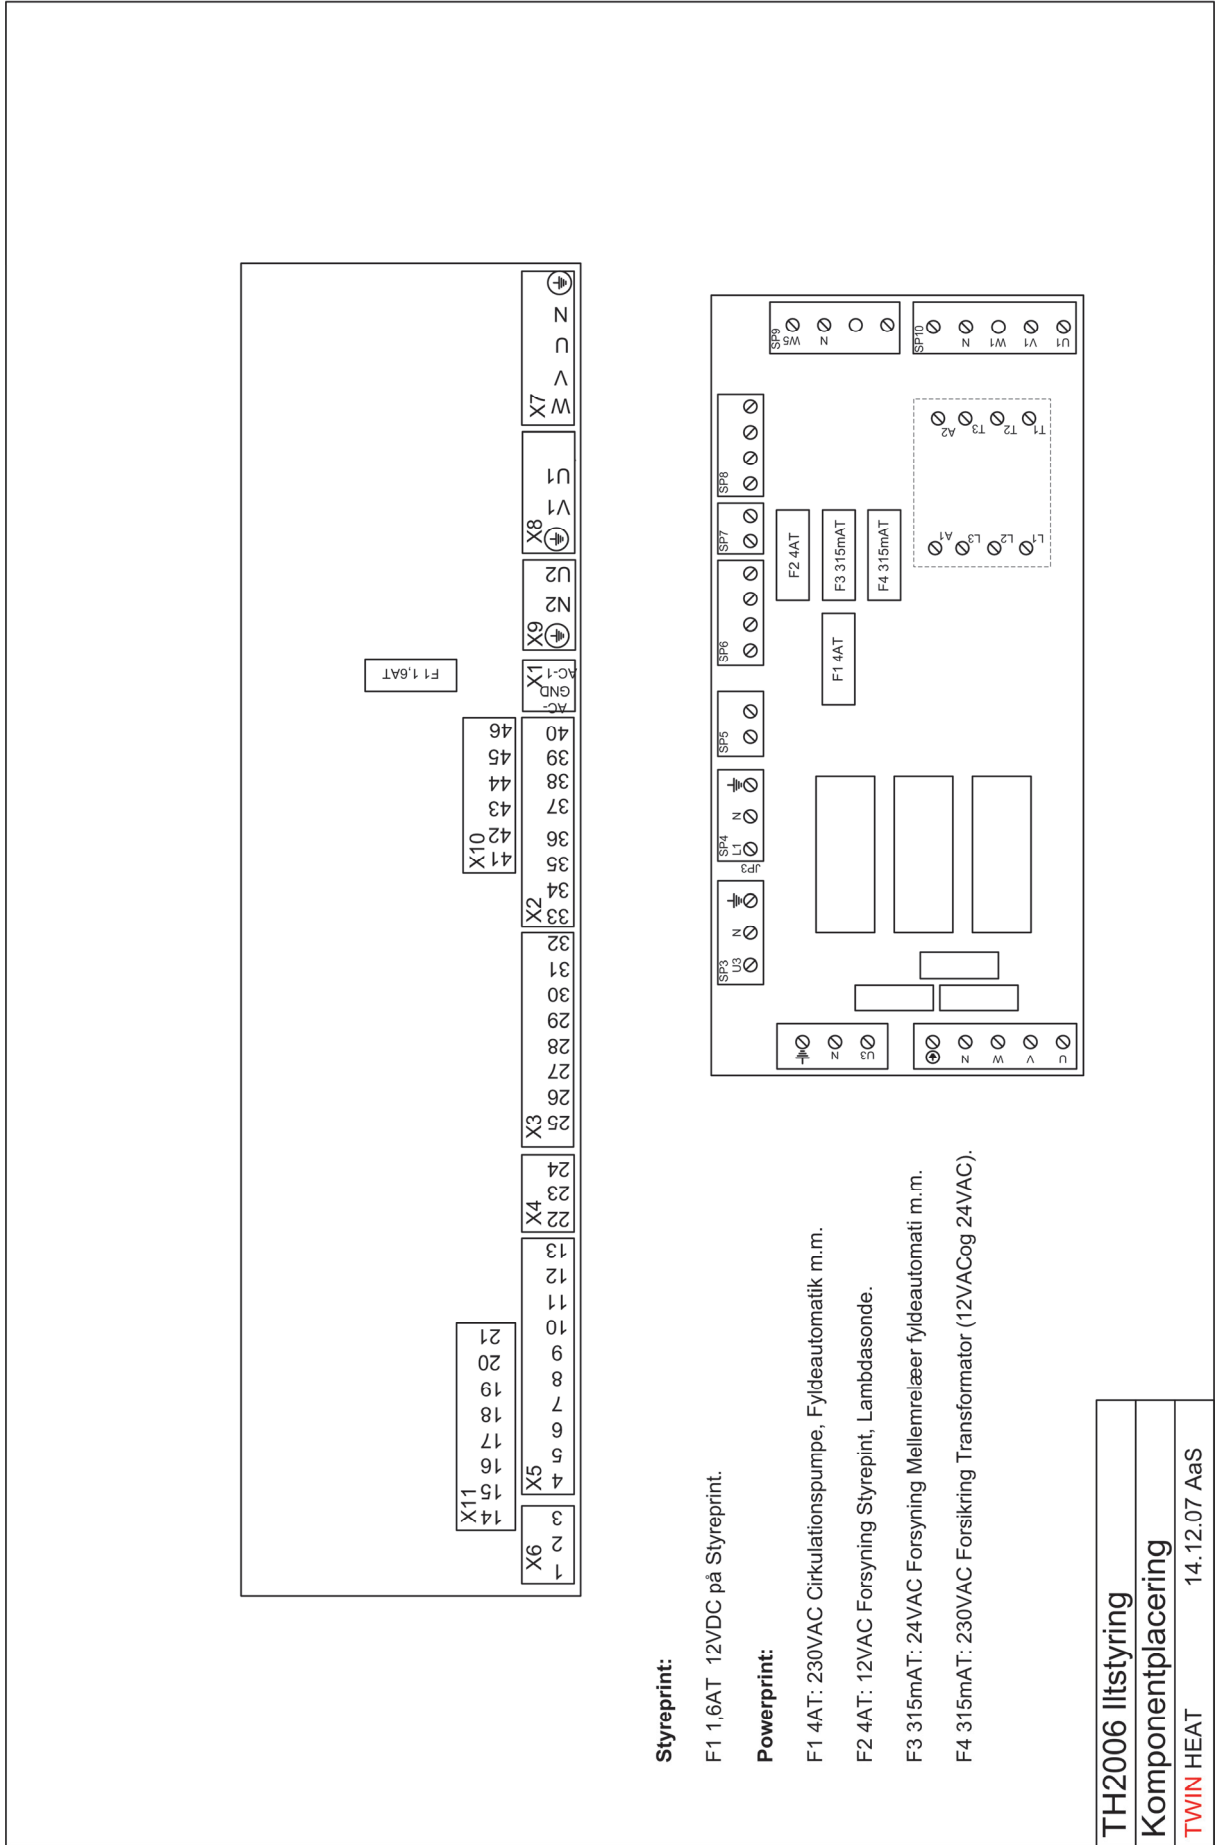 X6
1 2 3
X11
14 15 16 17 18 19 20 21
X5
4 5 6 7 8 9 10 11 12 13
X4
22 23 24
X3
25 26 27 28 29 30 31 32
X10
41 42 43 44 45 46
X2
33 34 35 36 37 38 39 40
F1 1,6AT
X1
AC- GND AC-1
X9
N2 U2
X8
V1 U1
X7
W V U N
Styreprint:
F1 1,6AT 12VDC på Styreprint.
Powerprint:
F1 4AT: 230VAC Cirkulationspumpe, Fyldeautomatik m.m.
F2 4AT: 12VAC Forsyning Styrepint, Lambdasonde.
F3 315mAT: 24VAC Forsyning Mellemrelæer fyldeautomati m.m.
F4 315mAT: 230VAC Forsikring Transformator (12VACog 24VAC).
SP3
U3 N
JP3
SP4
L1 N
SP5
SP6
SP7
SP8
SP9
W5
N
N
U3
N
W
V
U
F1 4AT
F2 4AT
F3 315mAT
F4 315mAT
A1
L3
L2
L1
A2
T3
T2
T1
SP10
N
W1
V1
U1
TH2006 Iltstyring
Komponentplacering
TWIN HEAT 14.12.07 AaS